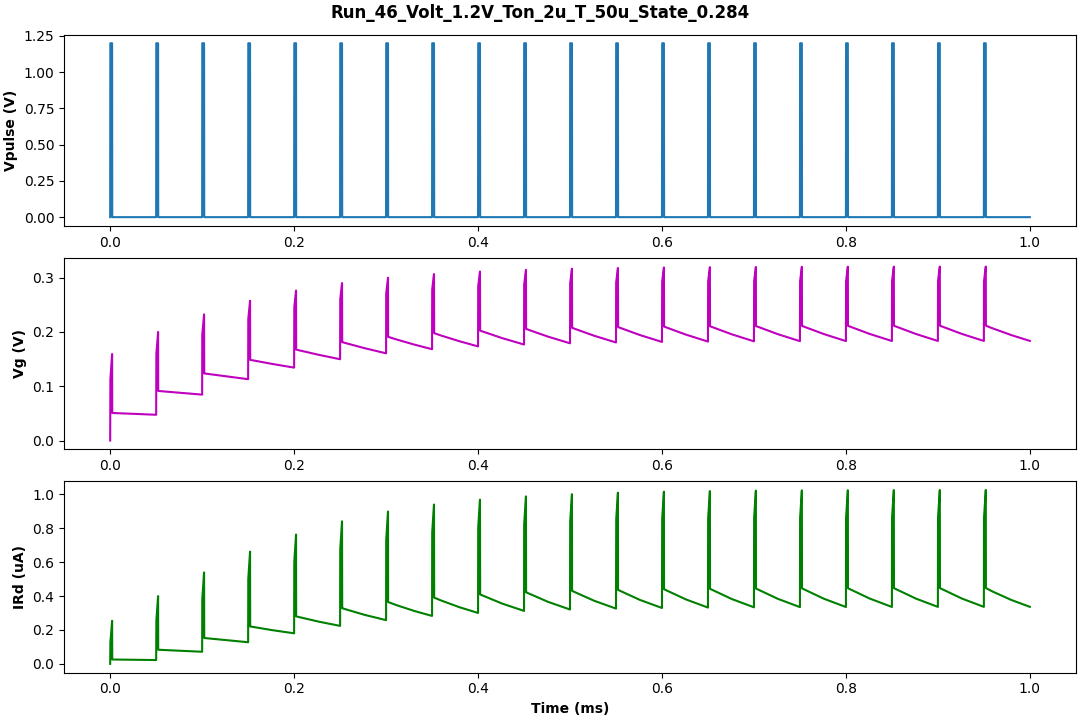 Run_46_Volt_1.2V_Ton_2u_T_50u_State_0.284
Vpulse (V)
1.25
1.00
0.75
0.50
0.25
0.00
0.0 0.2 0.4 0.6 0.8 1.0
Vg (V)
0.3
0.2
0.1
0.0
0.0 0.2 0.4 0.6 0.8 1.0
IRd (uA)
1.0
0.8
0.6
0.4
0.2
0.0
0.0 0.2 0.4 0.6 0.8 1.0
Time (ms)